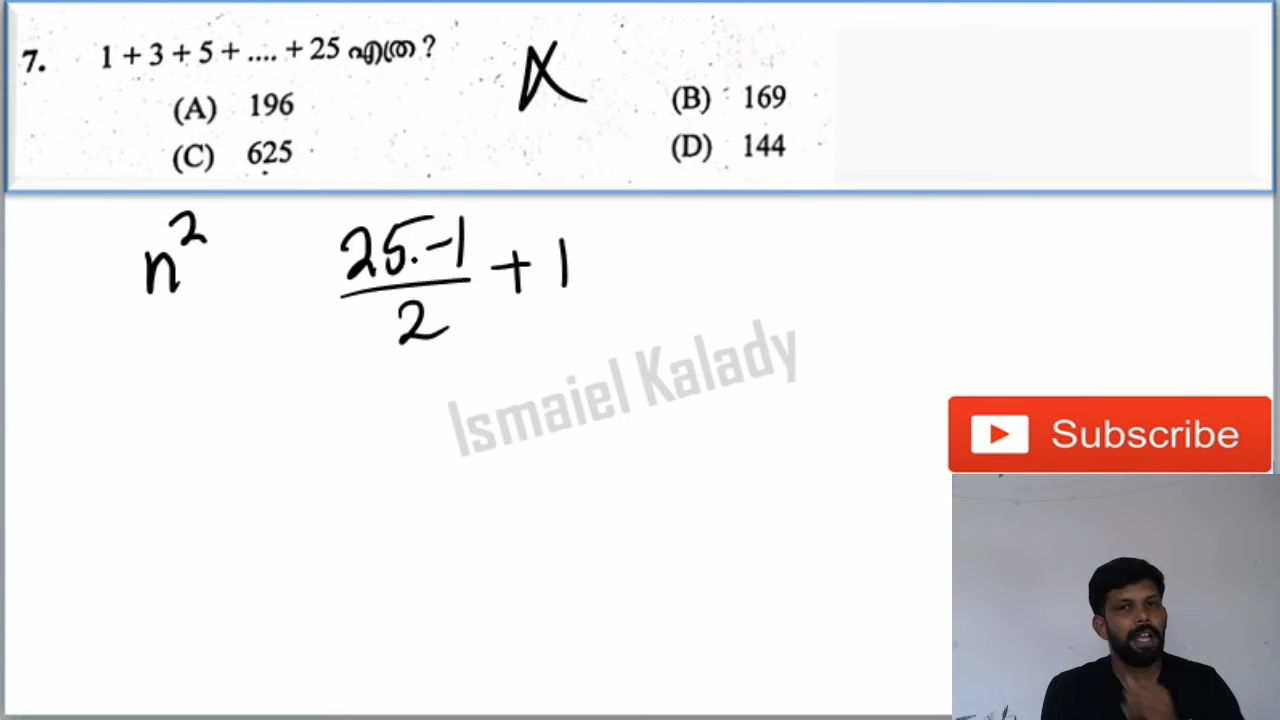 7. 1 + 3 + 5 + .... + 25 എത്ര ?
(A) 196 (B) 169
(C) 625 (D) 144
n² 25.-1/2 + 1
Ismaiel Kalady
Subscribe